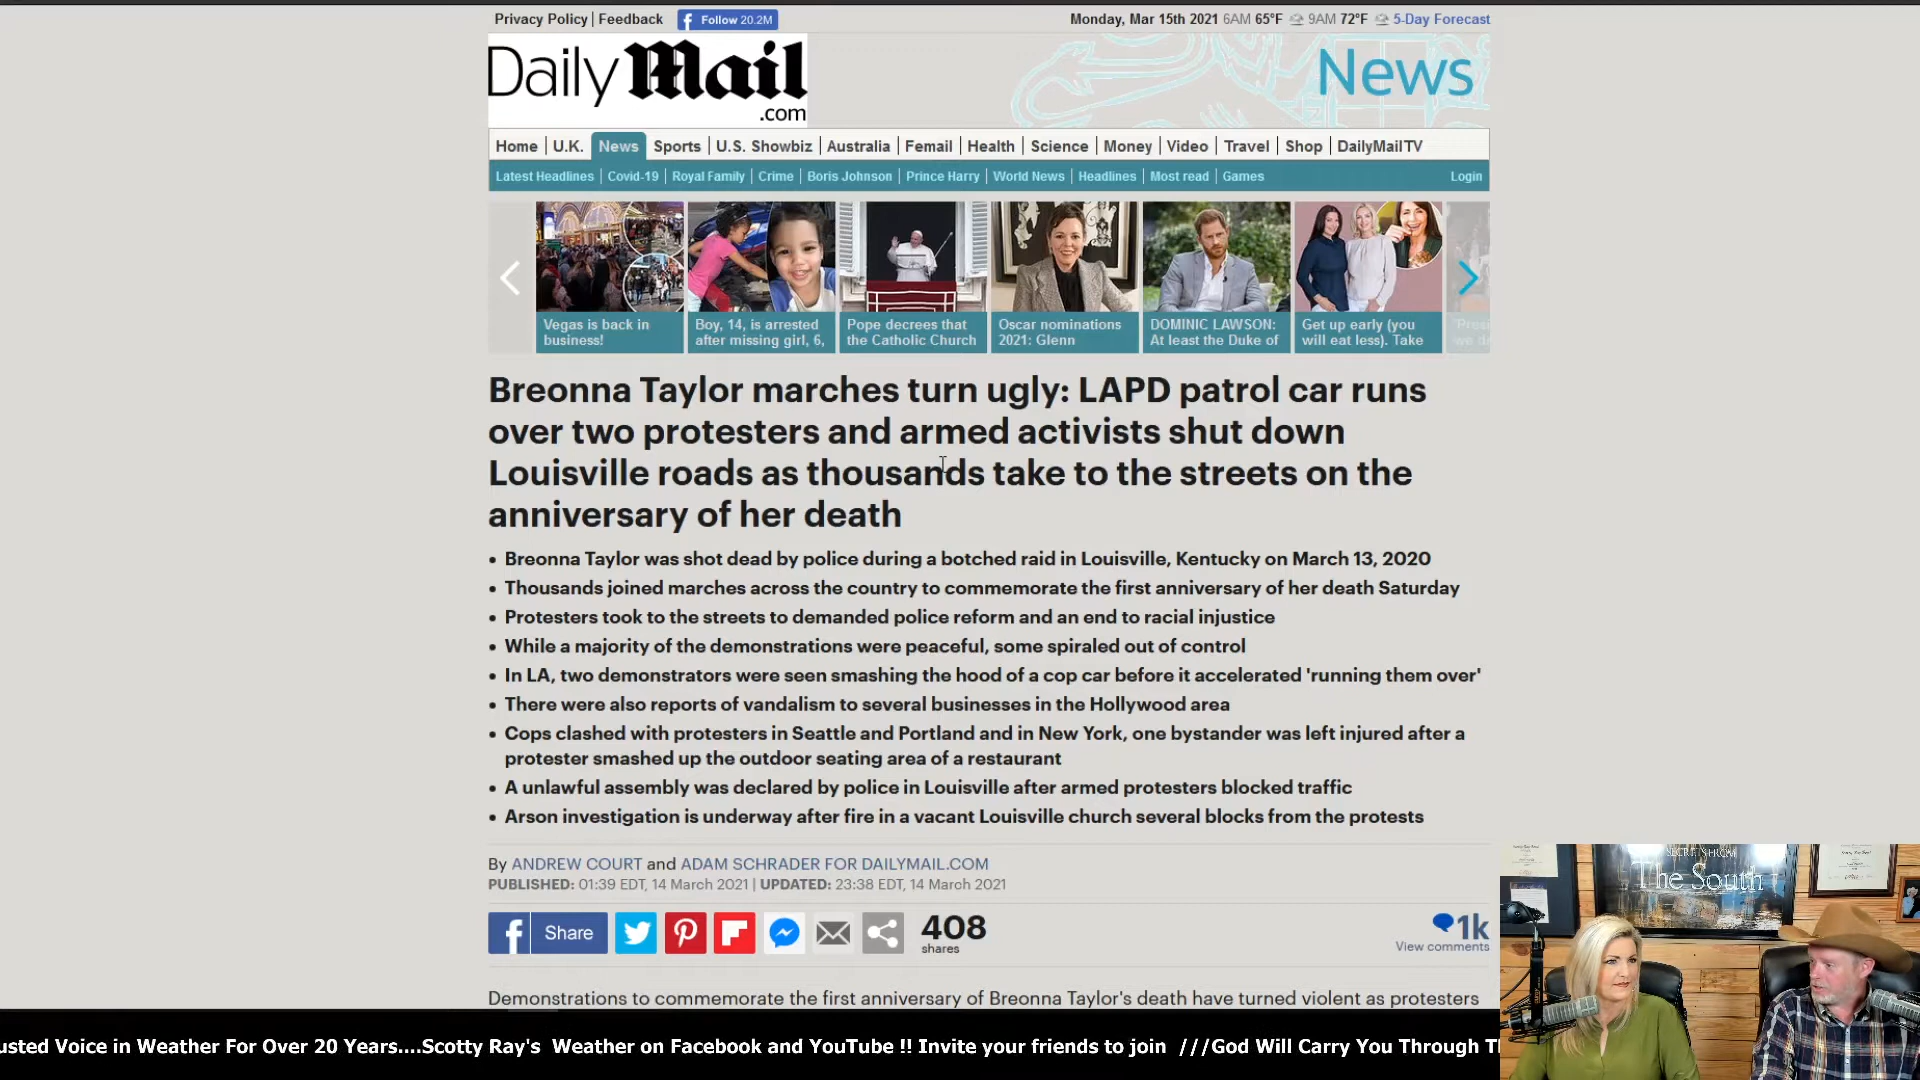 Privacy Policy | Feedback
Follow 20.2M
Monday, Mar 15th 2021 6AM 65°F 9AM 72°F 5-Day Forecast
Daily Mail
.com
News
Home | U.K. News Sports | U.S. Showbiz | Australia | Femail | Health | Science | Money | Video | Travel | Shop | DailyMailTV
Latest Headlines | Covid-19 | Royal Family | Crime | Boris Johnson | Prince Harry | World News | Headlines | Most read | Games
Login
Vegas is back in
business!
Boy, 14, is arrested
after missing girl, 6,
Pope decrees that
the Catholic Church
Oscar nominations
2021: Glenn
DOMINIC LAWSON:
At least the Duke of
Get up early (you
will eat less). Take
Breonna Taylor marches turn ugly: LAPD patrol car runs
over two protesters and armed activists shut down
Louisville roads as thousands take to the streets on the
anniversary of her death
• Breonna Taylor was shot dead by police during a botched raid in Louisville, Kentucky on March 13, 2020
• Thousands joined marches across the country to commemorate the first anniversary of her death Saturday
• Protesters took to the streets to demanded police reform and an end to racial injustice
• While a majority of the demonstrations were peaceful, some spiraled out of control
• In LA, two demonstrators were seen smashing the hood of a cop car before it accelerated 'running them over'
• There were also reports of vandalism to several businesses in the Hollywood area
• Cops clashed with protesters in Seattle and Portland and in New York, one bystander was left injured after a
protester smashed up the outdoor seating area of a restaurant
• A unlawful assembly was declared by police in Louisville after armed protesters blocked traffic
• Arson investigation is underway after fire in a vacant Louisville church several blocks from the protests
By ANDREW COURT and ADAM SCHRADER FOR DAILYMAIL.COM
PUBLISHED: 01:39 EDT, 14 March 2021 | UPDATED: 23:38 EDT, 14 March 2021
Share
408
shares
1k
View comments
The South
Demonstrations to commemorate the first anniversary of Breonna Taylor's death have turned violent as protesters
usted Voice in Weather For Over 20 Years....Scotty Ray's Weather on Facebook and YouTube !! Invite your friends to join ///God Will Carry You Through T